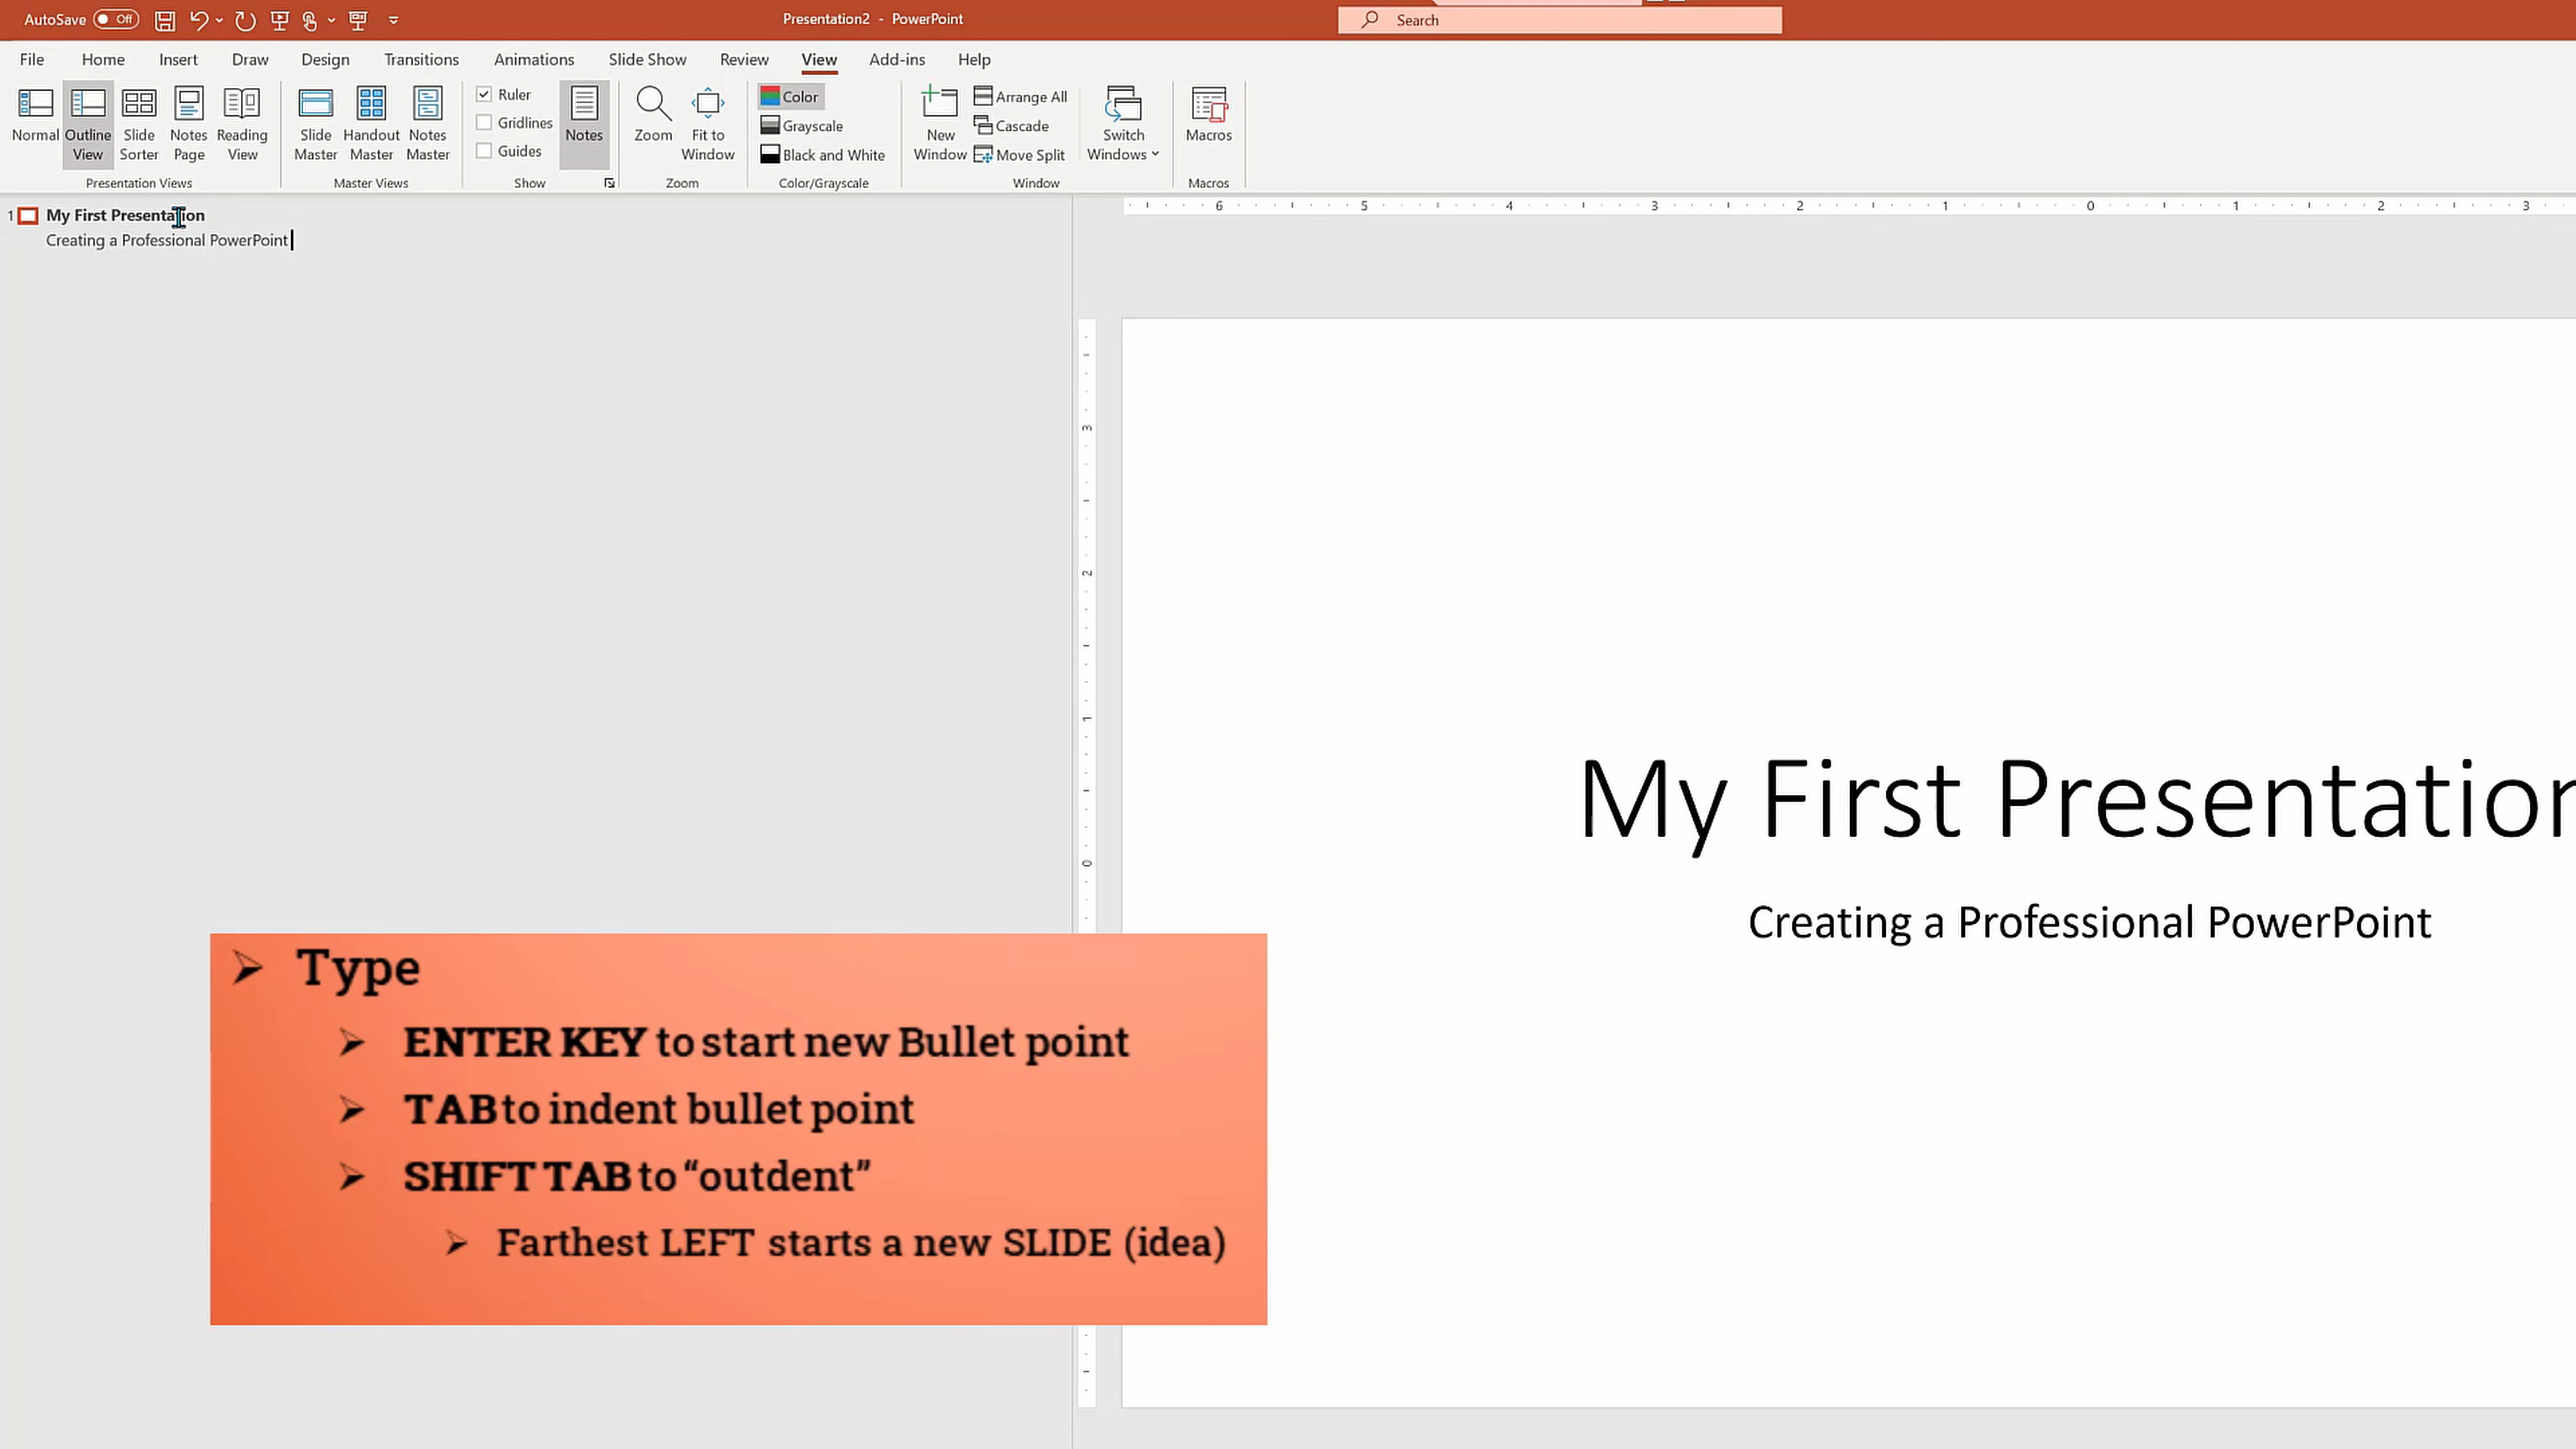 AutoSave Off Presentation2 - PowerPoint Search
File Home Insert Draw Design Transitions Animations Slide Show Review View Add-ins Help
Normal Outline View Slide Sorter Notes Page Reading View
Presentation Views
Slide Master Handout Master Notes Master
Master Views
Ruler
Gridlines
Guides
Notes
Show
Zoom Fit to Window
Zoom
Color
Grayscale
Black and White
Color/Grayscale
New Window
Arrange All
Cascade
Move Split
Switch Windows
Window
Macros
Macros
1 My First Presentation
Creating a Professional PowerPoint
6 5 4 3 2 1 0 1 2 3
3
2
1
0
My First Presentation
Creating a Professional PowerPoint
➢ Type
➢ ENTER KEY to start new Bullet point
➢ TAB to indent bullet point
➢ SHIFT TAB to “outdent”
➢ Farthest LEFT starts a new SLIDE (idea)